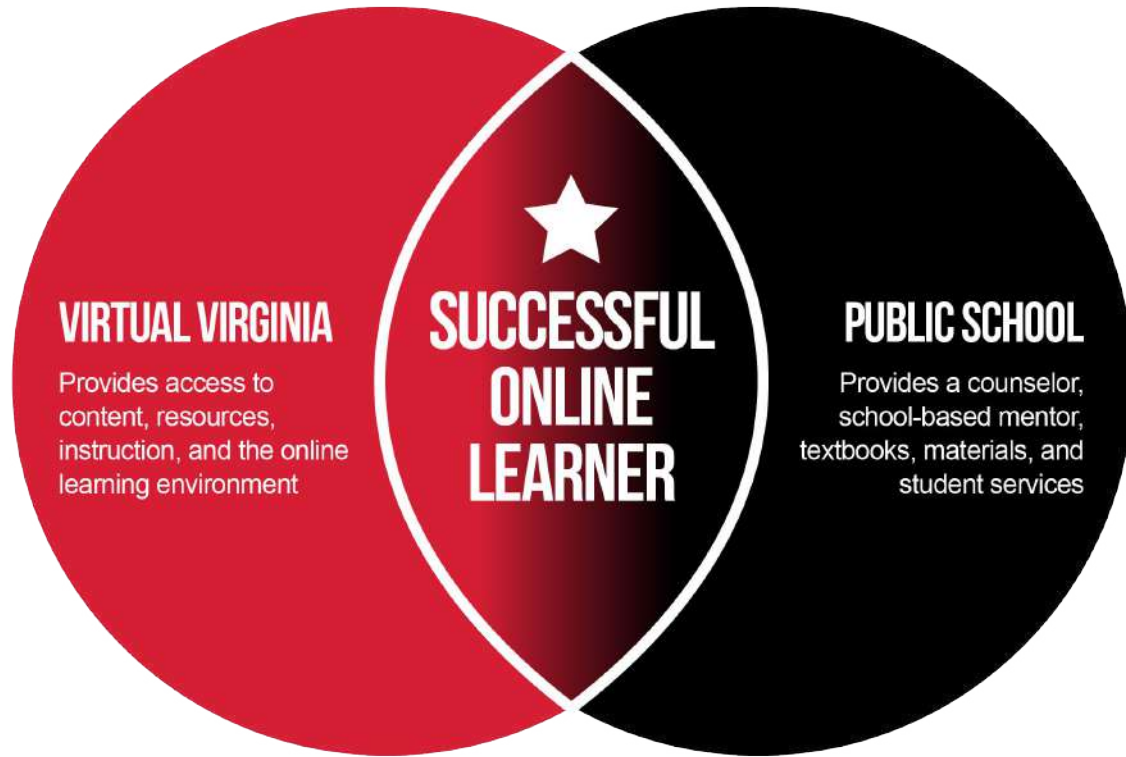 VIRTUAL VIRGINIA
Provides access to
content, resources,
instruction, and the online
learning environment
SUCCESSFUL
ONLINE
LEARNER
PUBLIC SCHOOL
Provides a counselor,
school-based mentor,
textbooks, materials, and
student services